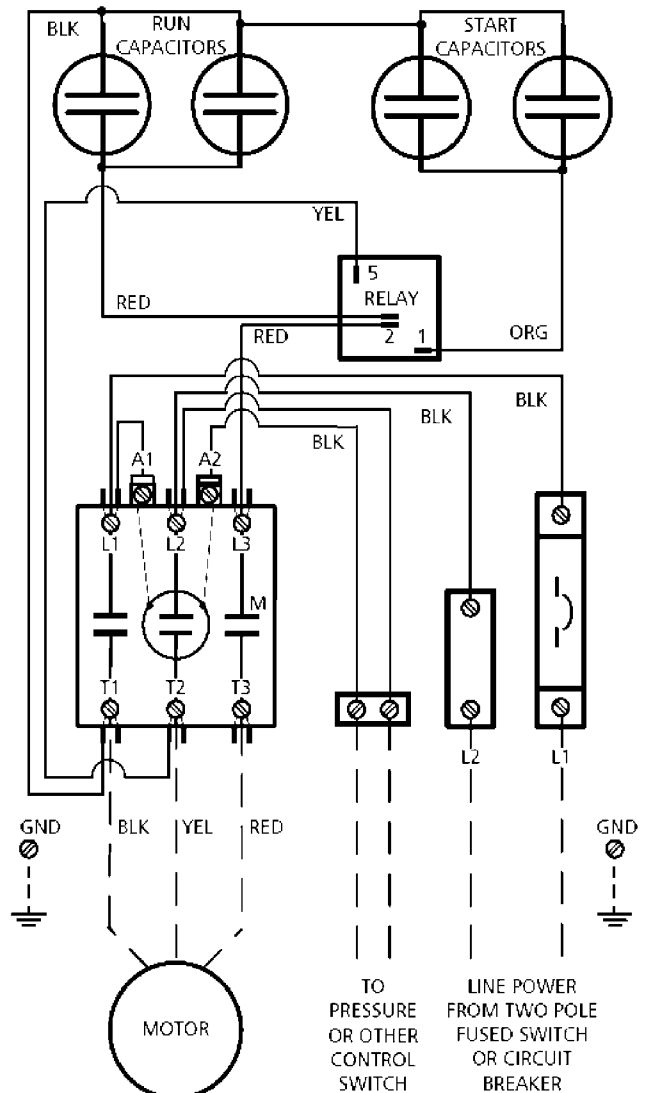 BLK
RUN
CAPACITORS
START
CAPACITORS
YEL
5
RELAY
2
1
RED
RED
ORG
BLK
BLK
BLK
A1
A2
L1
L2
L3
M
T1
T2
T3
L2
L1
GND
BLK
YEL
RED
GND
MOTOR
TO
PRESSURE
OR OTHER
CONTROL
SWITCH
LINE POWER
FROM TWO POLE
FUSED SWITCH
OR CIRCUIT
BREAKER